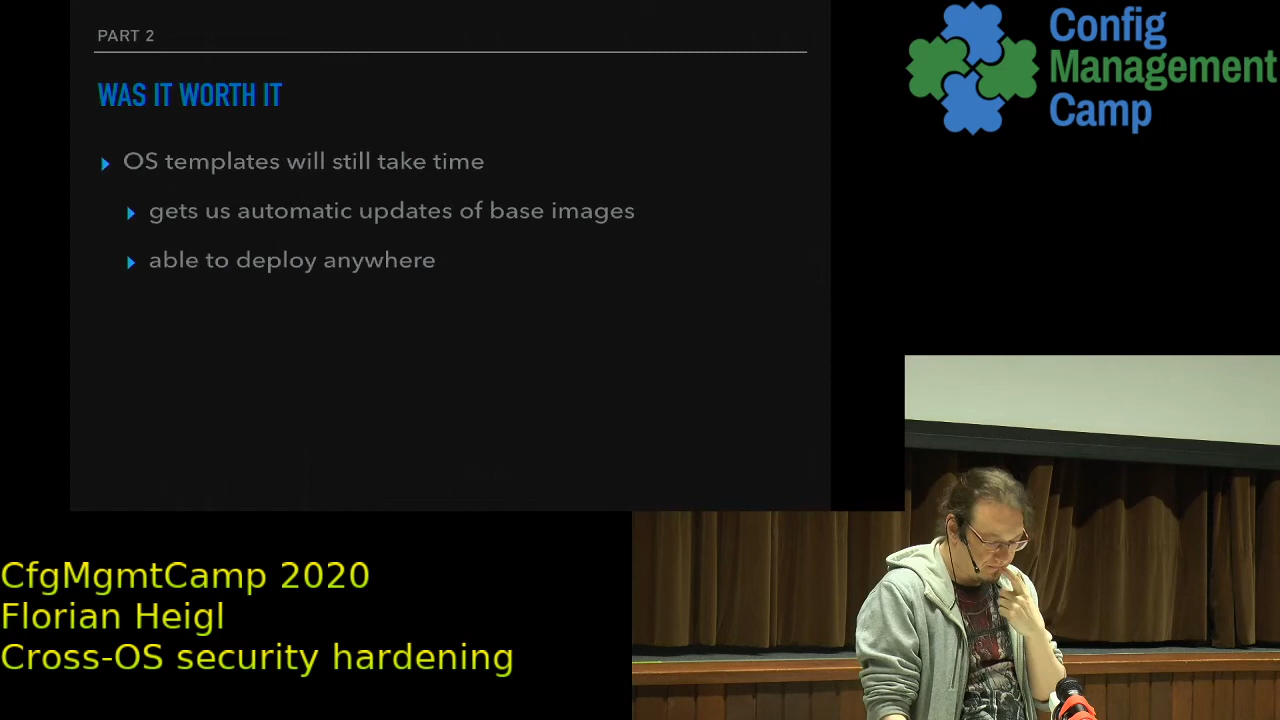 PART 2
WAS IT WORTH IT
OS templates will still take time
gets us automatic updates of base images
able to deploy anywhere
Config
Management
Camp
CfgMgmtCamp 2020
Florian Heigl
Cross-OS security hardening